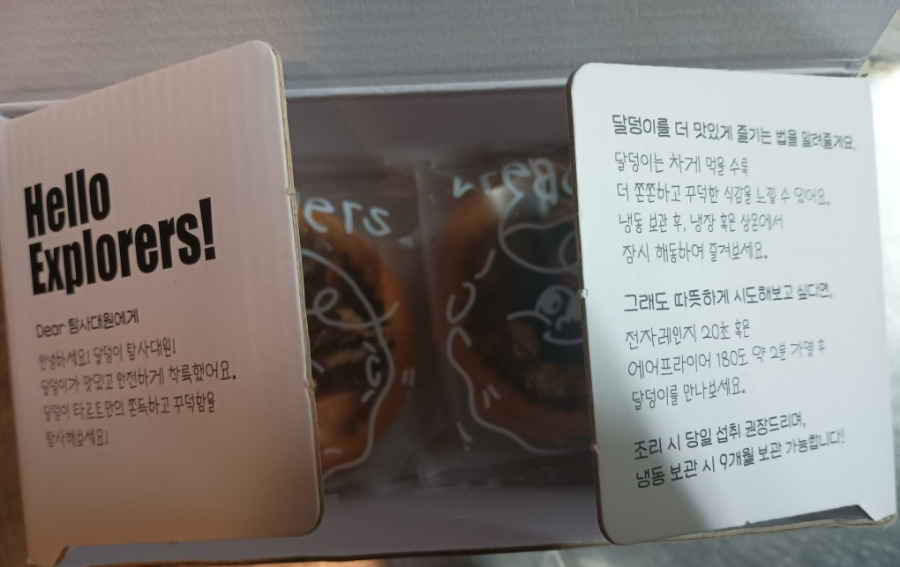 Hello
Explorers!
Dear 탐사대원에게
안녕하세요! 달덩이 탐사대원!
달덩이가 맛있고 안전하게 착륙했어요.
달덩이 타르트만의 쫀득하고 꾸덕함을
탐사해보세요!
달덩이를 더 맛있게 즐기는 법을 알려줄게요.
달덩이는 차게 먹을 수록
더 쫀쫀하고 꾸덕한 식감을 느낄 수 있어요.
냉동 보관 후, 냉장 혹은 상온에서
잠시 해동하여 즐겨보세요.
그래도 따뜻하게 시도해보고 싶다면,
전자레인지 20초 혹은
에어프라이어 180도 약 2분 가열 후
달덩이를 만나보세요.
조리 시 당일 섭취 권장드리며,
냉동 보관 시 9개월 보관 가능합니다!